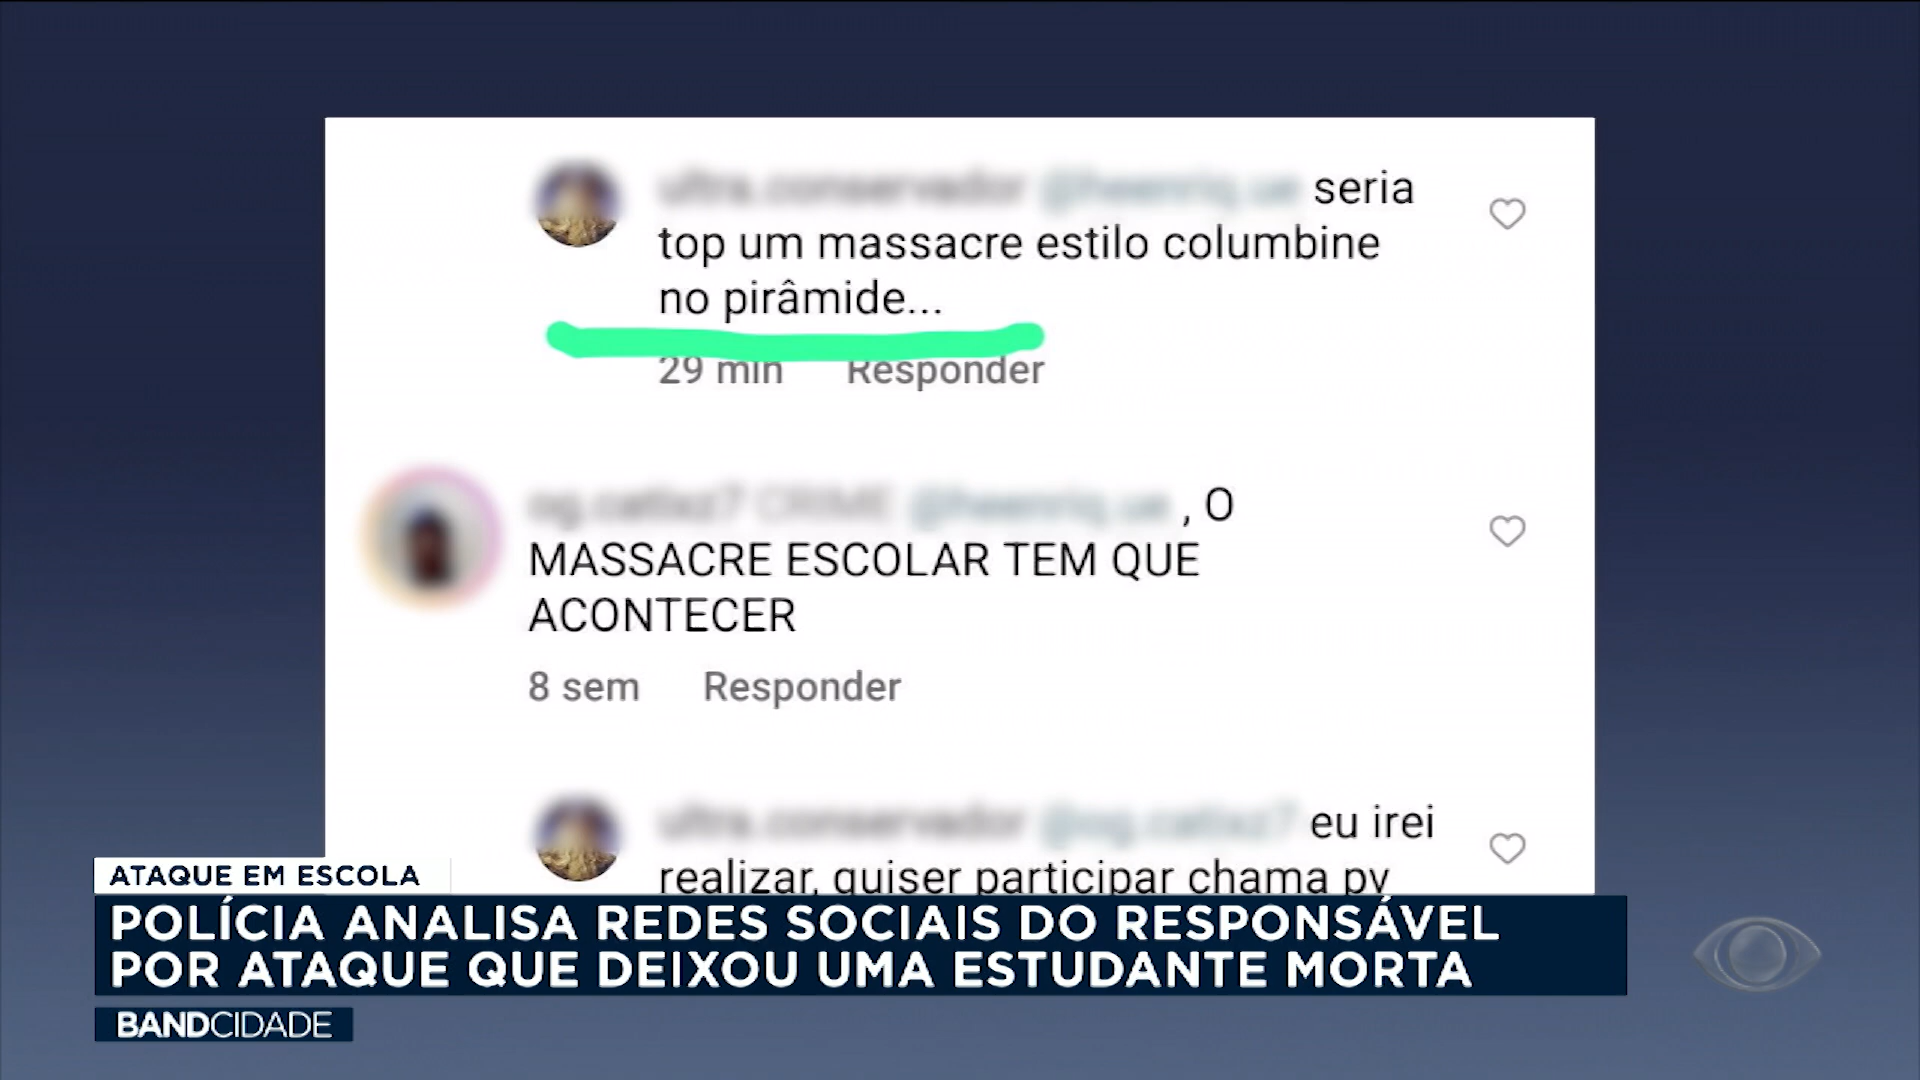 seria
top um massacre estilo columbine
no pirâmide...
29 min Responder
, O
MASSACRE ESCOLAR TEM QUE
ACONTECER
8 sem Responder
eu irei
realizar, quiser participar chama pv
ATAQUE EM ESCOLA
POLÍCIA ANALISA REDES SOCIAIS DO RESPONSÁVEL
POR ATAQUE QUE DEIXOU UMA ESTUDANTE MORTA
BANDCIDADE